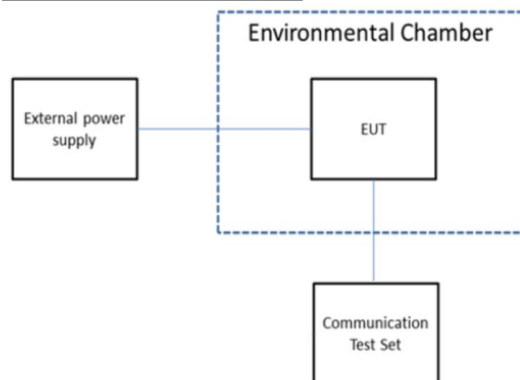 Environmental Chamber
External power
supply
EUT
Communication
Test Set